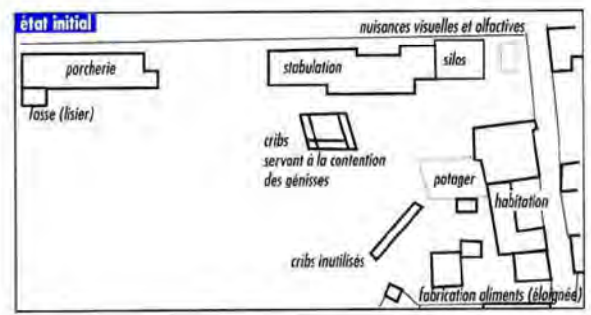 état initial
nuisances visuelles et olfactives
porcherie
stabulation
silos
fosse (lisier)
cribs
servant à la contention
des génisses
potager
habitation
cribs inutilisés
fabrication aliments (éloignée)